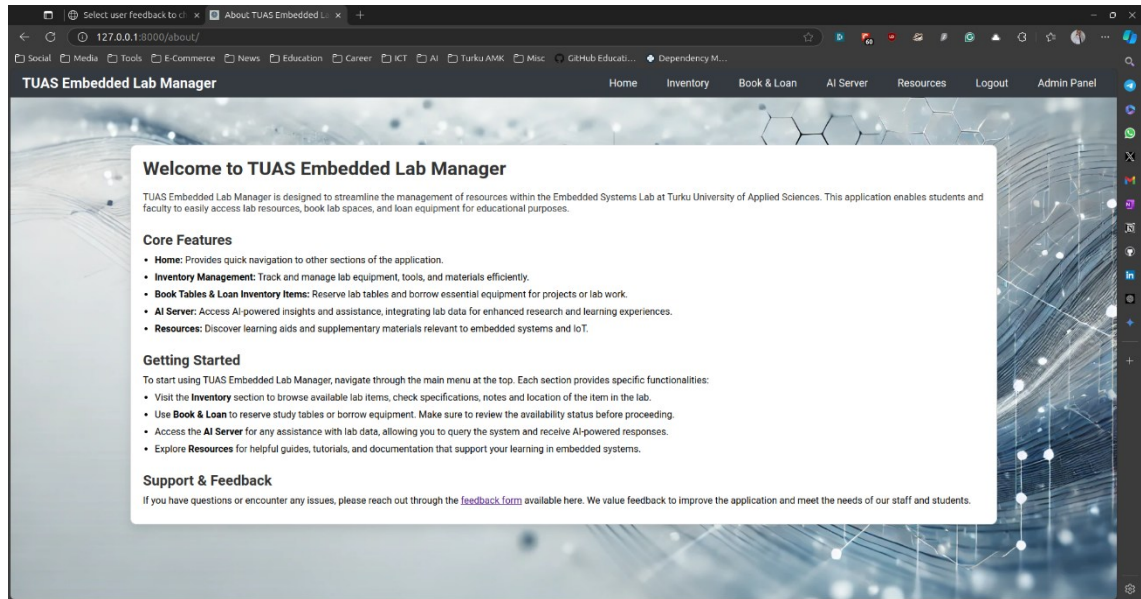 Select user feedback to ch
About TUAS Embedded La
127.0.0.1:8000/about/
60
Social Media Tools E-Commerce News Education Career ICT AI Turku AMK Misc GitHub Educati... Dependency M...
TUAS Embedded Lab Manager
Home Inventory Book & Loan AI Server Resources Logout Admin Panel
Welcome to TUAS Embedded Lab Manager
TUAS Embedded Lab Manager is designed to streamline the management of resources within the Embedded Systems Lab at Turku University of Applied Sciences. This application enables students and
faculty to easily access lab resources, book lab spaces, and loan equipment for educational purposes.
Core Features
• Home: Provides quick navigation to other sections of the application.
• Inventory Management: Track and manage lab equipment, tools, and materials efficiently.
• Book Tables & Loan Inventory Items: Reserve lab tables and borrow essential equipment for projects or lab work.
• AI Server: Access AI-powered insights and assistance, integrating lab data for enhanced research and learning experiences.
• Resources: Discover learning aids and supplementary materials relevant to embedded systems and IoT.
Getting Started
To start using TUAS Embedded Lab Manager, navigate through the main menu at the top. Each section provides specific functionalities:
• Visit the Inventory section to browse available lab items, check specifications, notes and location of the item in the lab.
• Use Book & Loan to reserve study tables or borrow equipment. Make sure to review the availability status before proceeding.
• Access the AI Server for any assistance with lab data, allowing you to query the system and receive AI-powered responses.
• Explore Resources for helpful guides, tutorials, and documentation that support your learning in embedded systems.
Support & Feedback
If you have questions or encounter any issues, please reach out through the feedback form available here. We value feedback to improve the application and meet the needs of our staff and students.